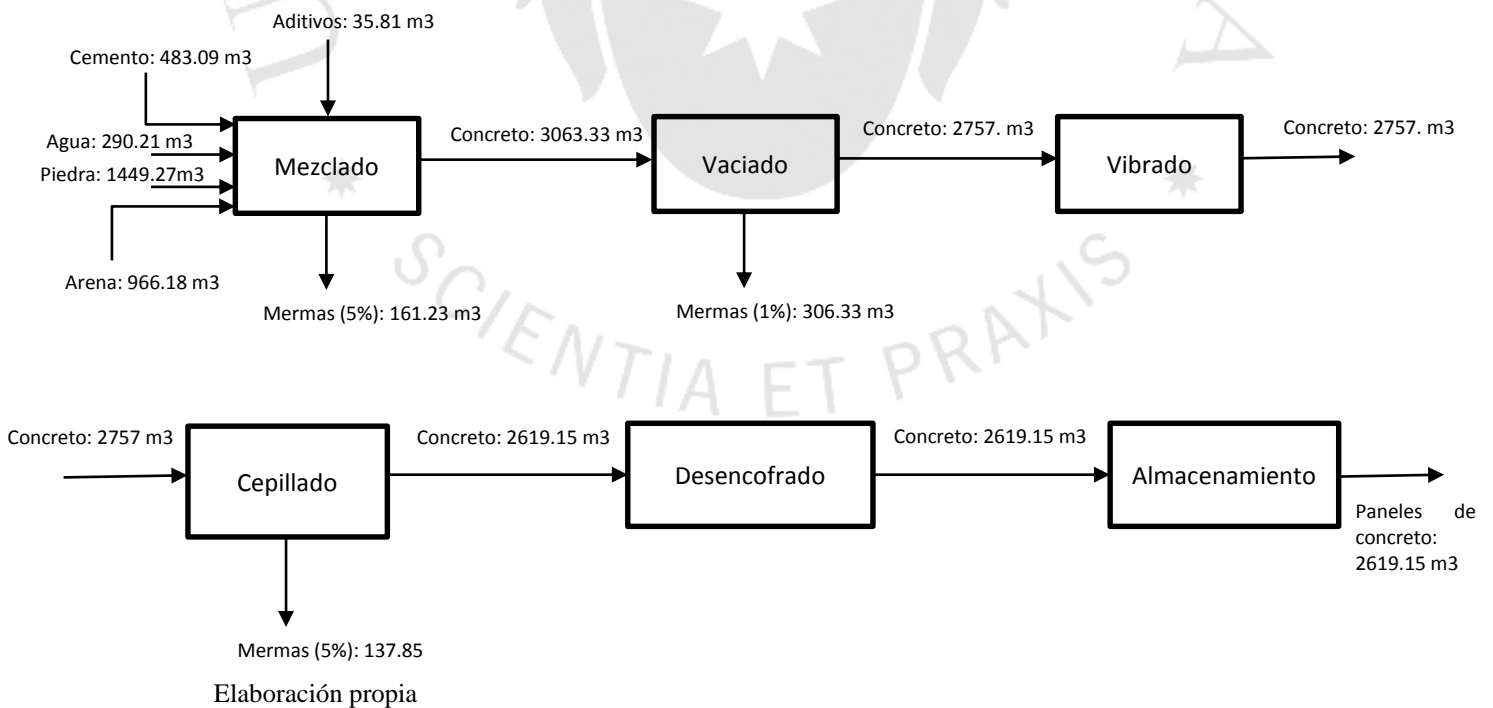 Aditivos: 35.81 m3
Cemento: 483.09 m3
Agua: 290.21 m3
Piedra: 1449.27m3
Arena: 966.18 m3
Mezclado
Mermas (5%): 161.23 m3
Concreto: 3063.33 m3
Vaciado
Mermas (1%): 306.33 m3
Concreto: 2757. m3
Vibrado
Concreto: 2757. m3
SCIENTIA ET PRAXIS
Concreto: 2757 m3
Cepillado
Mermas (5%): 137.85
Concreto: 2619.15 m3
Desencofrado
Concreto: 2619.15 m3
Almacenamiento
Paneles de
concreto:
2619.15 m3
Elaboración propia